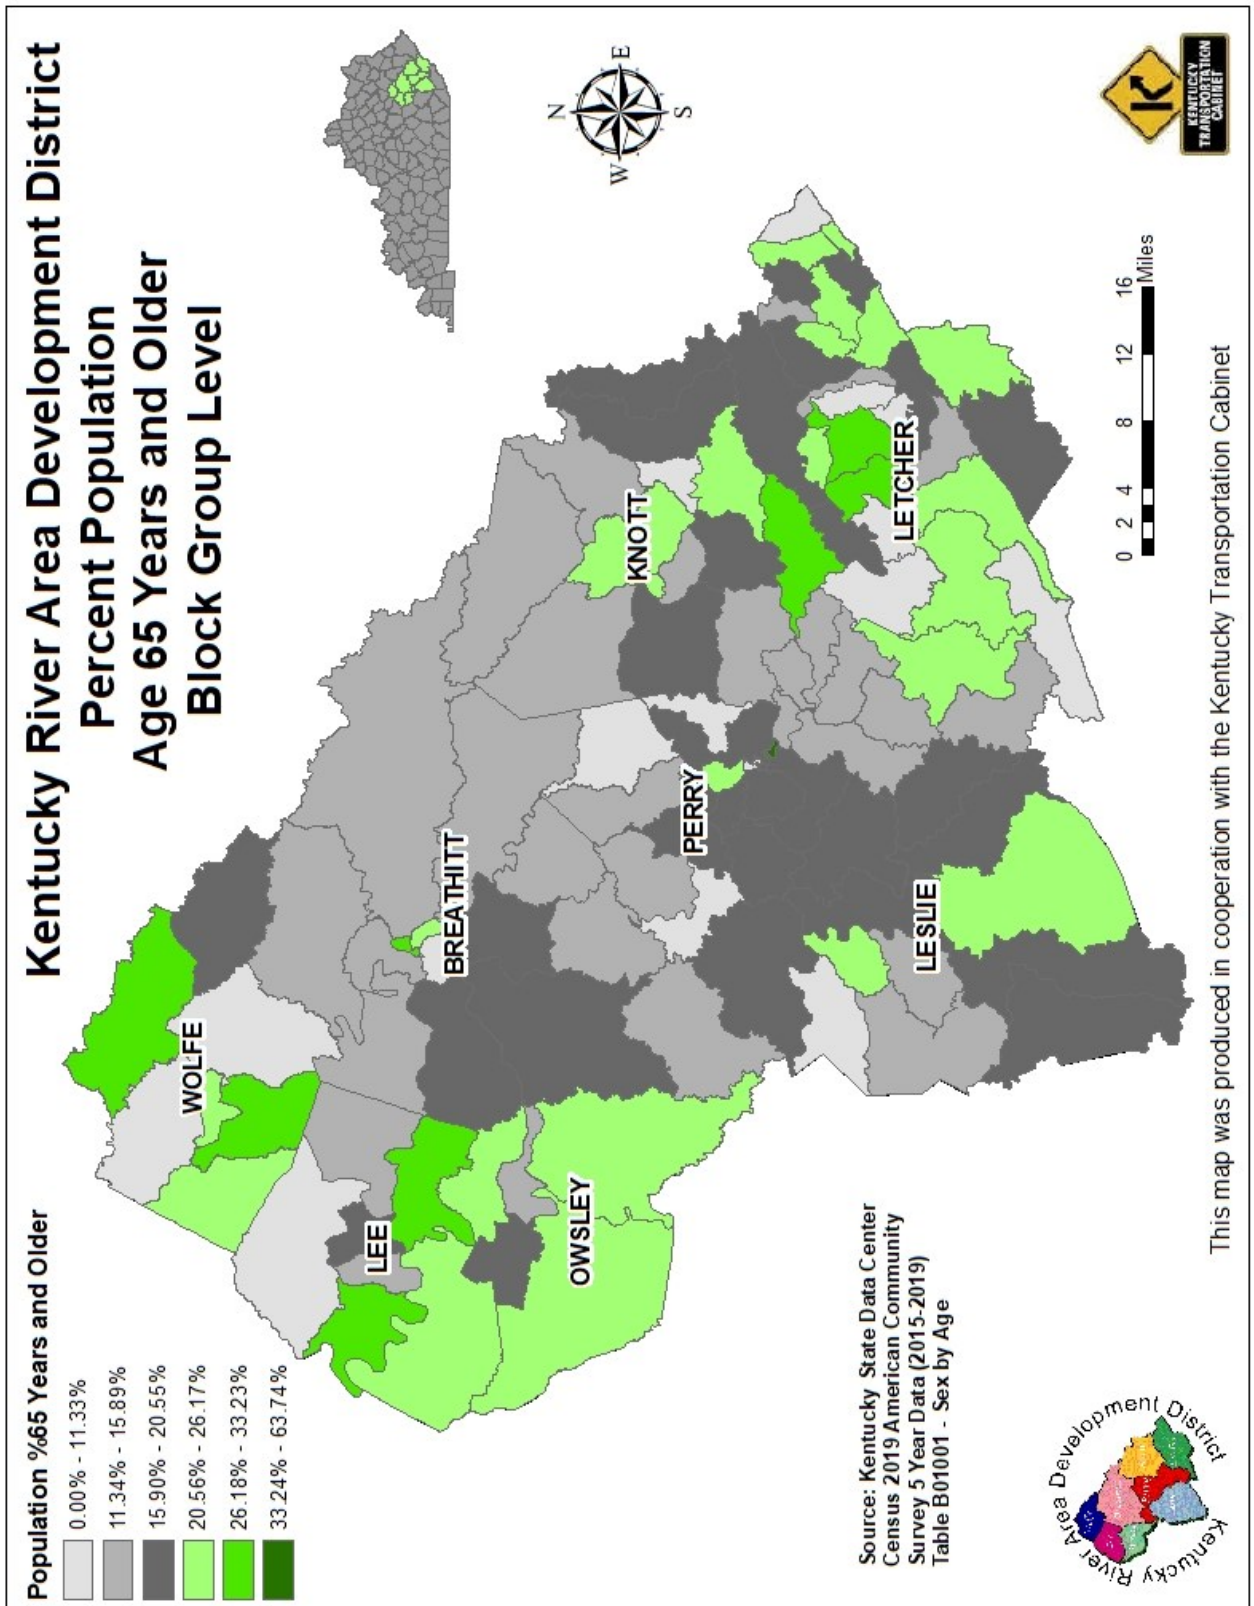 Kentucky River Area Development District
Percent Population
Age 65 Years and Older
Block Group Level
Population %65 Years and Older
0.00% - 11.33%
11.34% - 15.89%
15.90% - 20.55%
20.56% - 26.17%
26.18% - 33.23%
33.24% - 63.74%
N
W
E
S
WOLFE
LEE
BREATHITT
OWSLEY
KNOTT
PERRY
LESLIE
LETCHER
0 2 4 8 12 16
Miles
Source: Kentucky State Data Center
Census 2019 American Community
Survey 5 Year Data (2015-2019)
Table B01001 - Sex by Age
Kentucky River Area Development District
K
KENTUCKY
TRANSPORTATION
CABINET
This map was produced in cooperation with the Kentucky Transportation Cabinet